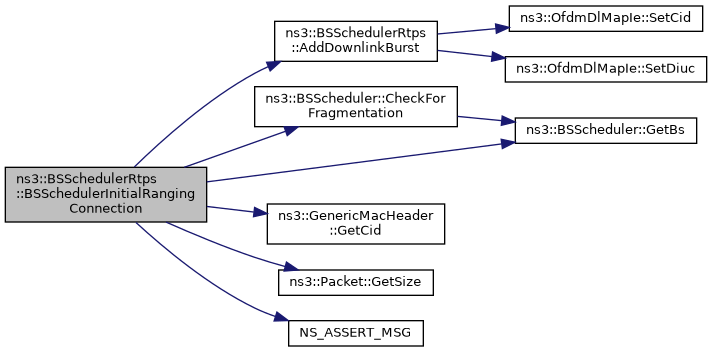 ns3::BSSchedulerRtps
::BSSchedulerInitialRanging
Connection
ns3::BSSchedulerRtps
::AddDownlinkBurst
ns3::OfdmDlMapIe::SetCid
ns3::OfdmDlMapIe::SetDiuc
ns3::BSScheduler::CheckFor
Fragmentation
ns3::BSScheduler::GetBs
ns3::GenericMacHeader
::GetCid
ns3::Packet::GetSize
NS_ASSERT_MSG